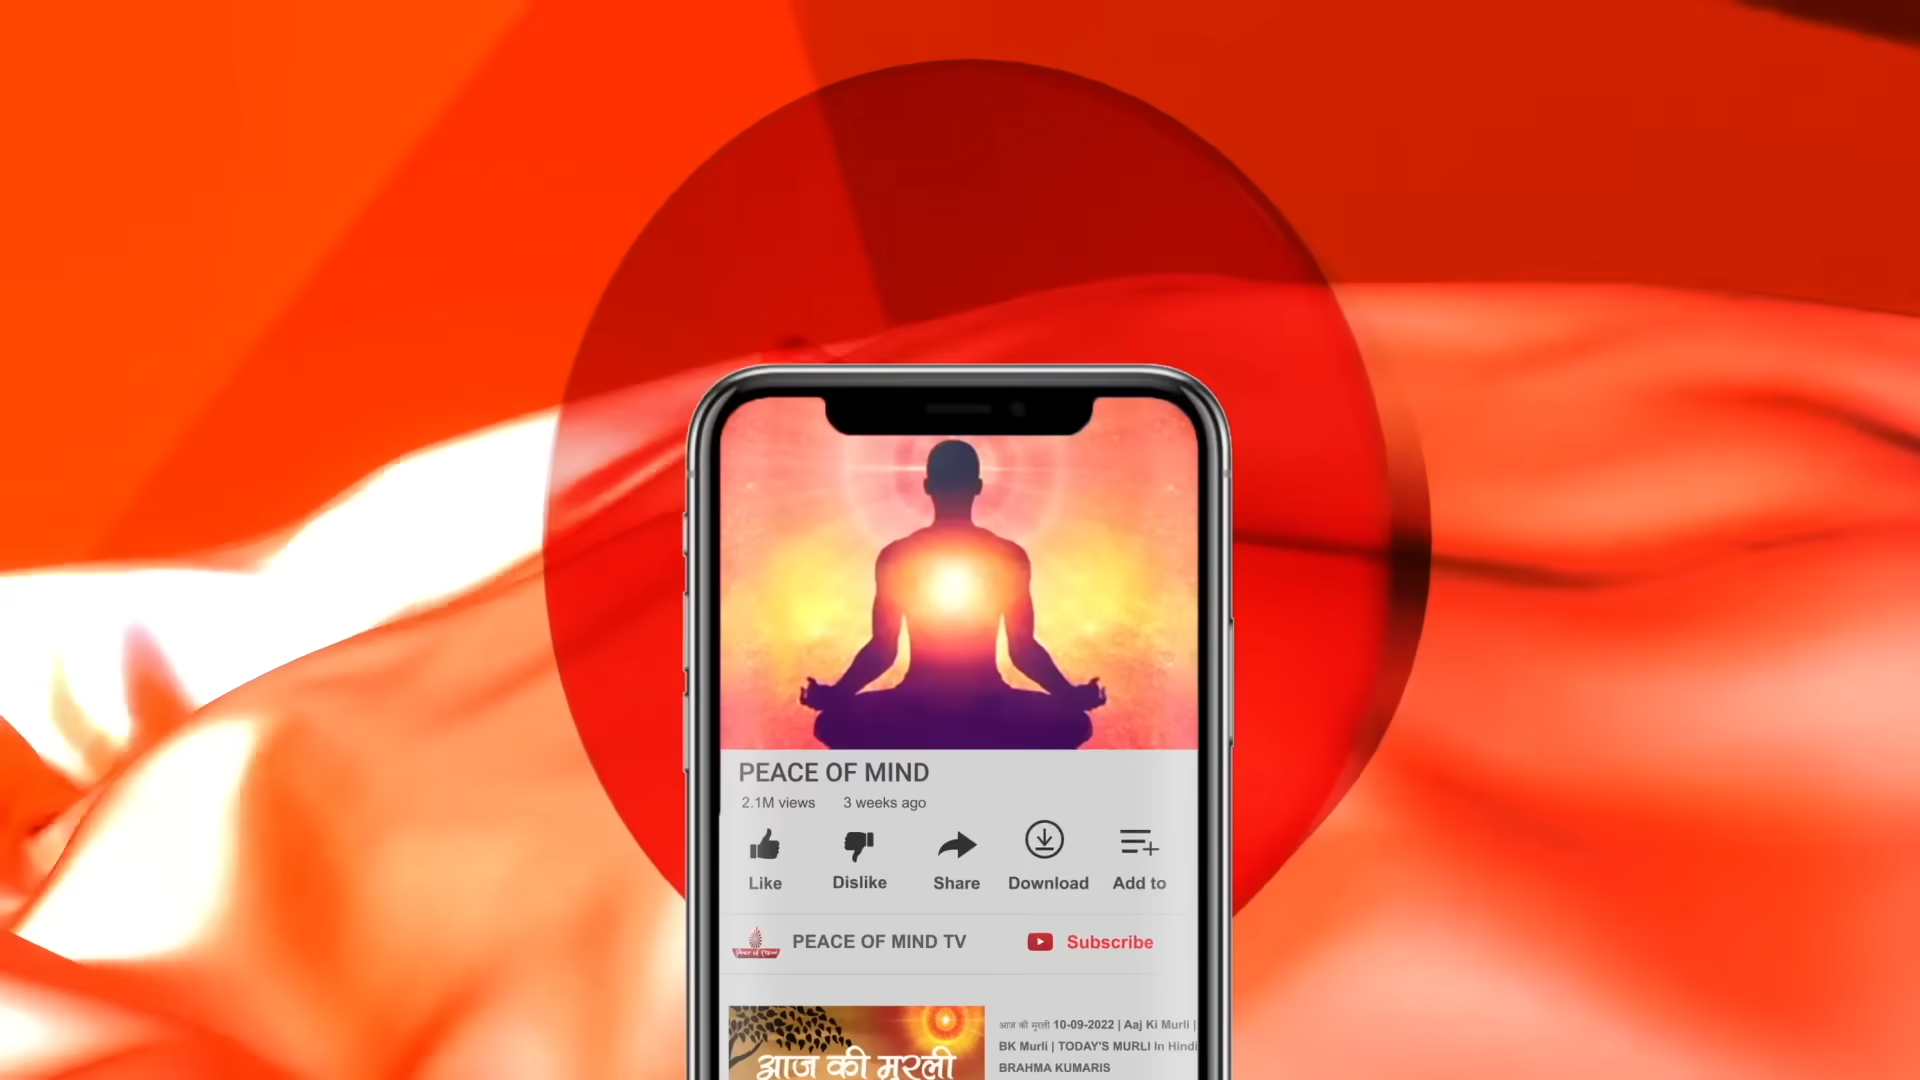 PEACE OF MIND
2.1M views 3 weeks ago
Like Dislike Share Download Add to
PEACE OF MIND TV Subscribe
आज की मुरली 10-09-2022 | Aaj Ki Murli |
BK Murli | TODAY'S MURLI In Hindi
BRAHMA KUMARIS
आज की मुरली